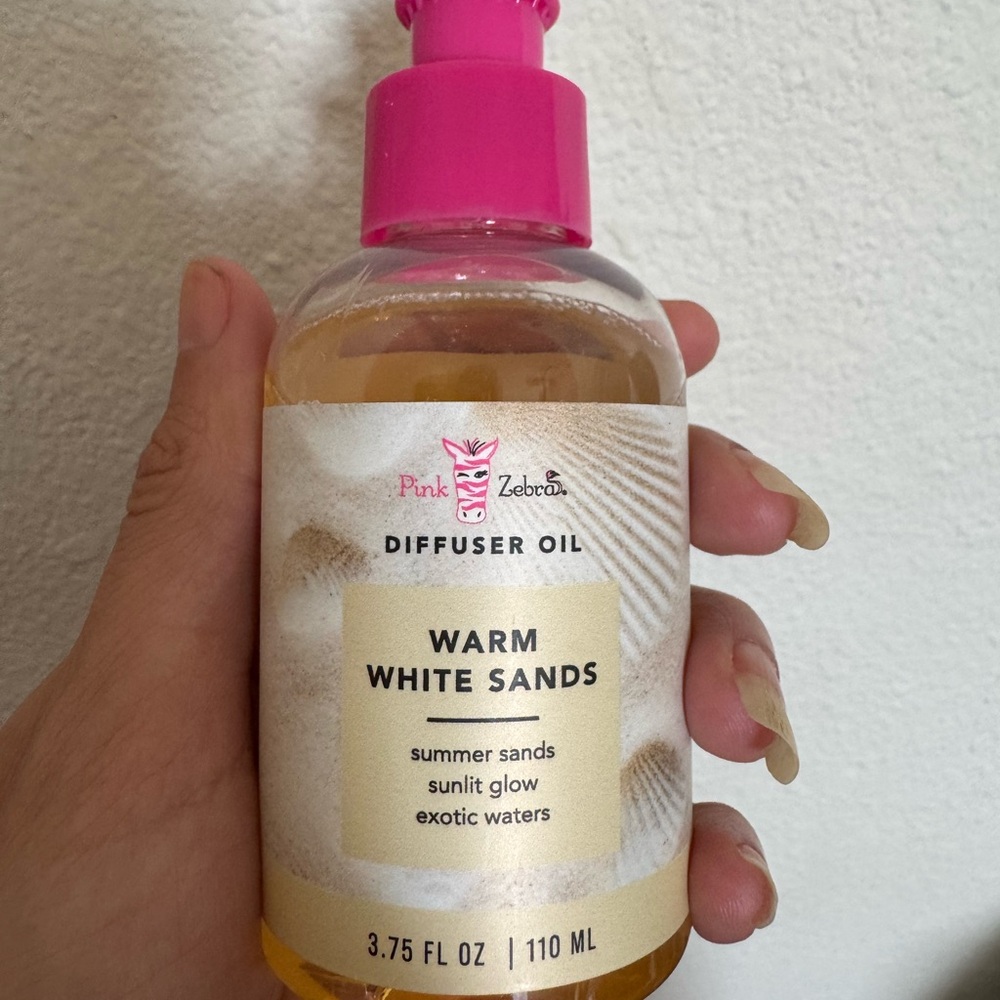 Pink Zebra
DIFFUSER OIL
WARM
WHITE SANDS
summer sands
sunlit glow
exotic waters
3.75 FL OZ | 110 ML